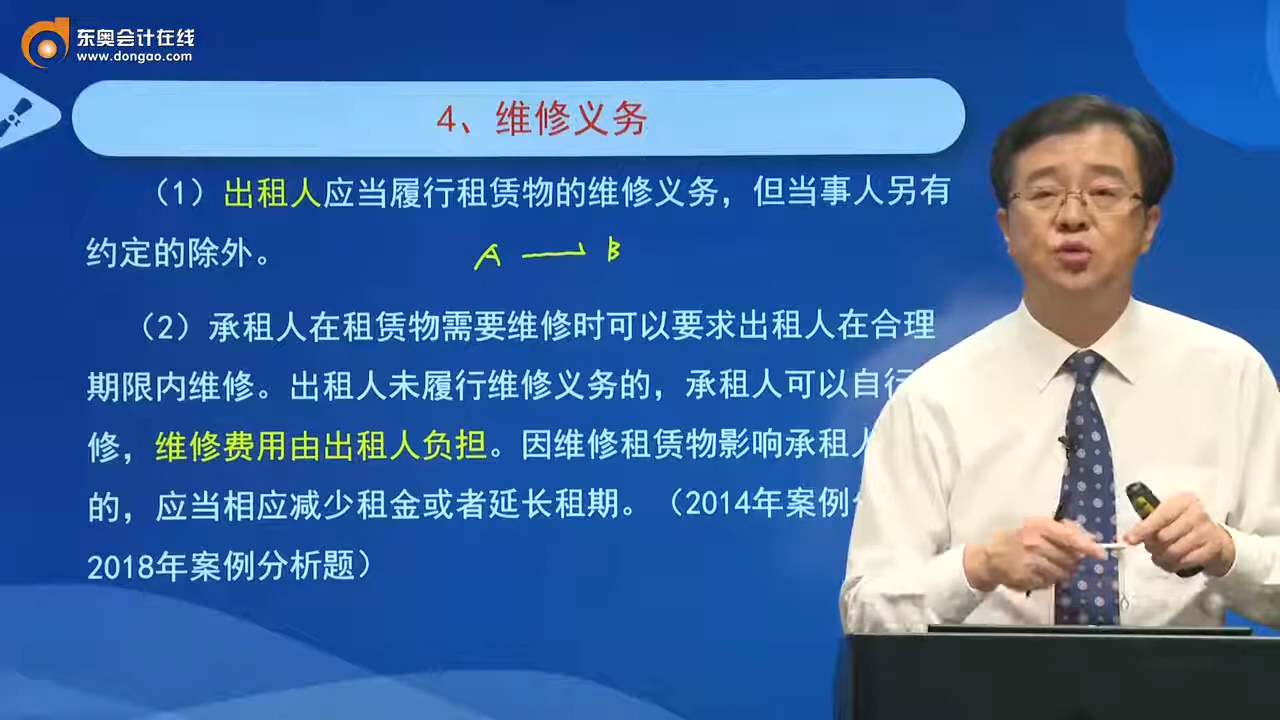 东奥会计在线
www.dongao.com
4、维修义务
（1）出租人应当履行租赁物的维修义务，但当事人另有
约定的除外。
A — B
（2）承租人在租赁物需要维修时可以要求出租人在合理
期限内维修。出租人未履行维修义务的，承租人可以自行
修，维修费用由出租人负担。因维修租赁物影响承租人
的，应当相应减少租金或者延长租期。（2014年案例
2018年案例分析题）